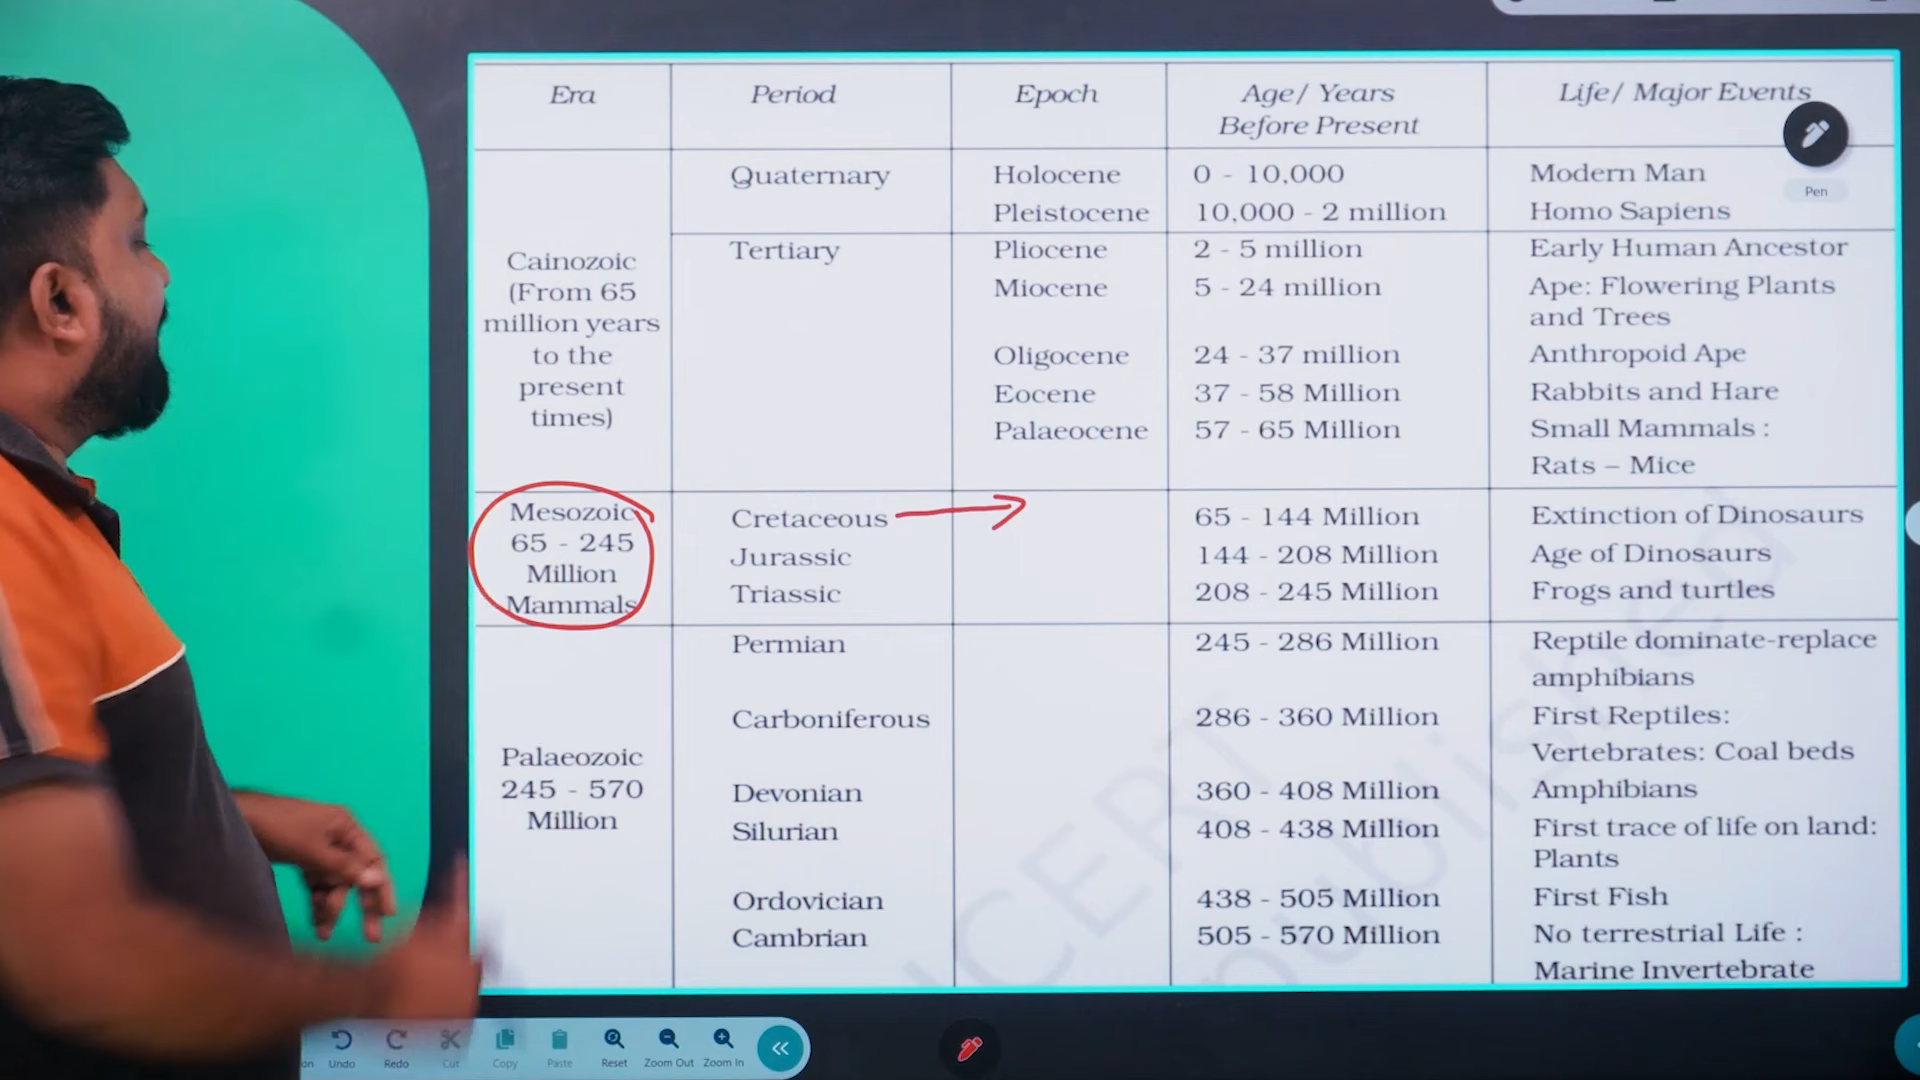 Era Period Epoch Age/ Years Before Present Life/ Major Events
Pen
Quaternary Holocene 0 - 10,000 Modern Man
Pleistocene 10,000 - 2 million Homo Sapiens
Cainozoic
(From 65
million years
to the
present
times)
Tertiary Pliocene 2 - 5 million Early Human Ancestor
Miocene 5 - 24 million Ape: Flowering Plants
and Trees
Oligocene 24 - 37 million Anthropoid Ape
Eocene 37 - 58 Million Rabbits and Hare
Palaeocene 57 - 65 Million Small Mammals :
Rats – Mice
Mesozoic
65 - 245
Million
Mammals
Cretaceous 65 - 144 Million Extinction of Dinosaurs
Jurassic 144 - 208 Million Age of Dinosaurs
Triassic 208 - 245 Million Frogs and turtles
Permian 245 - 286 Million Reptile dominate-replace
amphibians
Carboniferous 286 - 360 Million First Reptiles:
Vertebrates: Coal beds
Palaeozoic
245 - 570
Million
Devonian 360 - 408 Million Amphibians
Silurian 408 - 438 Million First trace of life on land:
Plants
Ordovician 438 - 505 Million First Fish
Cambrian 505 - 570 Million No terrestrial Life :
Marine Invertebrate
Undo Redo Cut Copy Paste Reset Zoom Out Zoom In